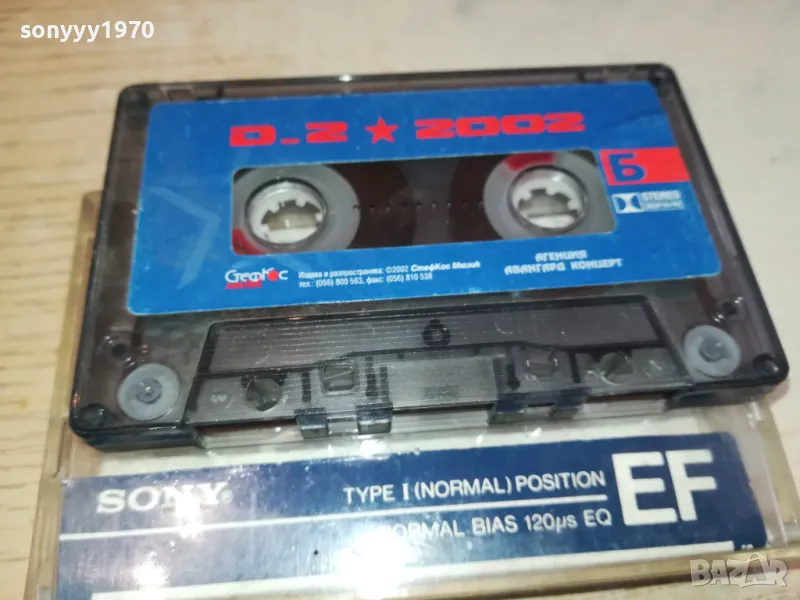 sonyyy1970
D.2 ★ 2002
Б
STEREO
СтефКос
Издава и разпространява: ©2002 СтефКос Мюзик
тел.: (056) 800 563, факс: (056) 810 538
АГЕНЦИЯ
АВАНГАРД КОНЦЕРТ
SONY
TYPE I (NORMAL) POSITION
EF
NORMAL BIAS 120μs EQ
BAZAR